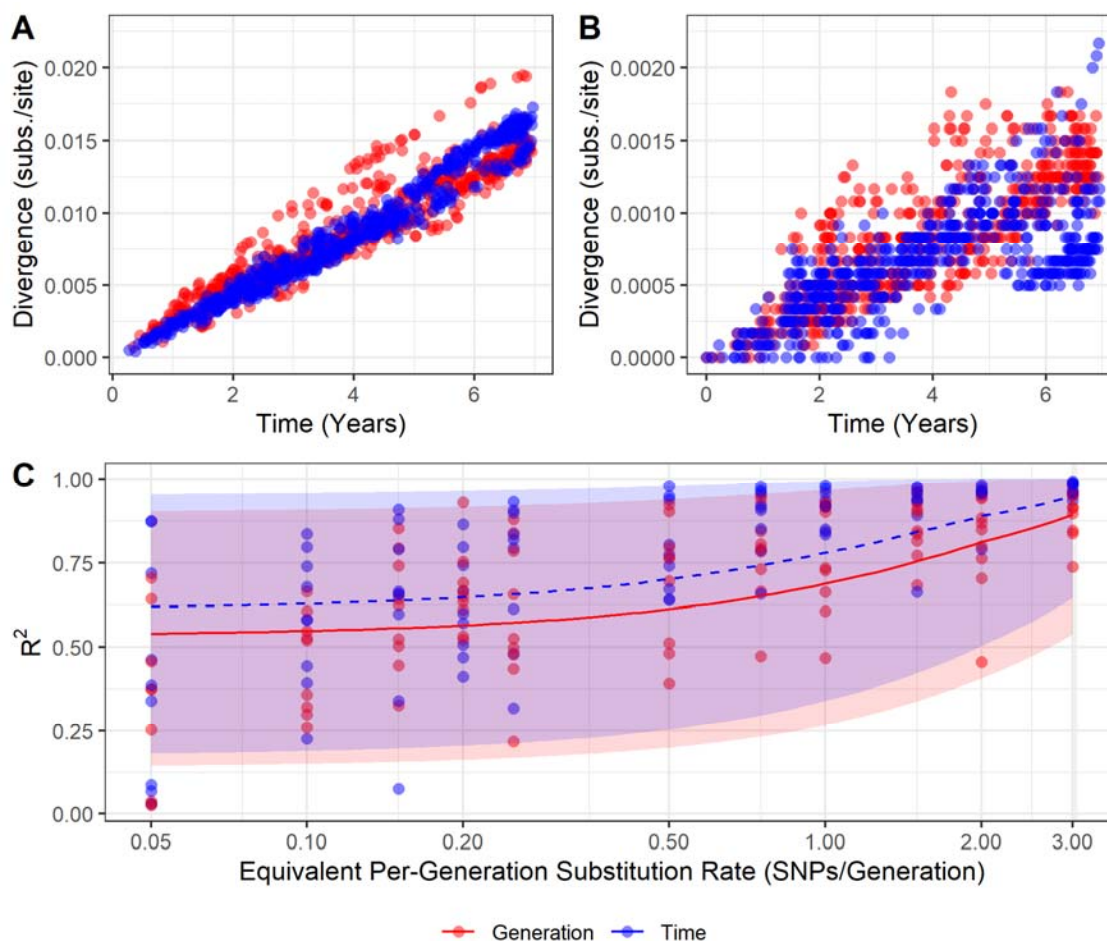 A
Divergence (subs./site)
0.020
0.015
0.010
0.005
0.000
0
2
4
6
Time (Years)
B
Divergence (subs./site)
0.0020
0.0015
0.0010
0.0005
0.0000
0
2
4
6
Time (Years)
C
R²
1.00
0.75
0.50
0.25
0.00
0.05
0.10
0.20
0.50
1.00
2.00
3.00
Equivalent Per-Generation Substitution Rate (SNPs/Generation)
Generation
Time